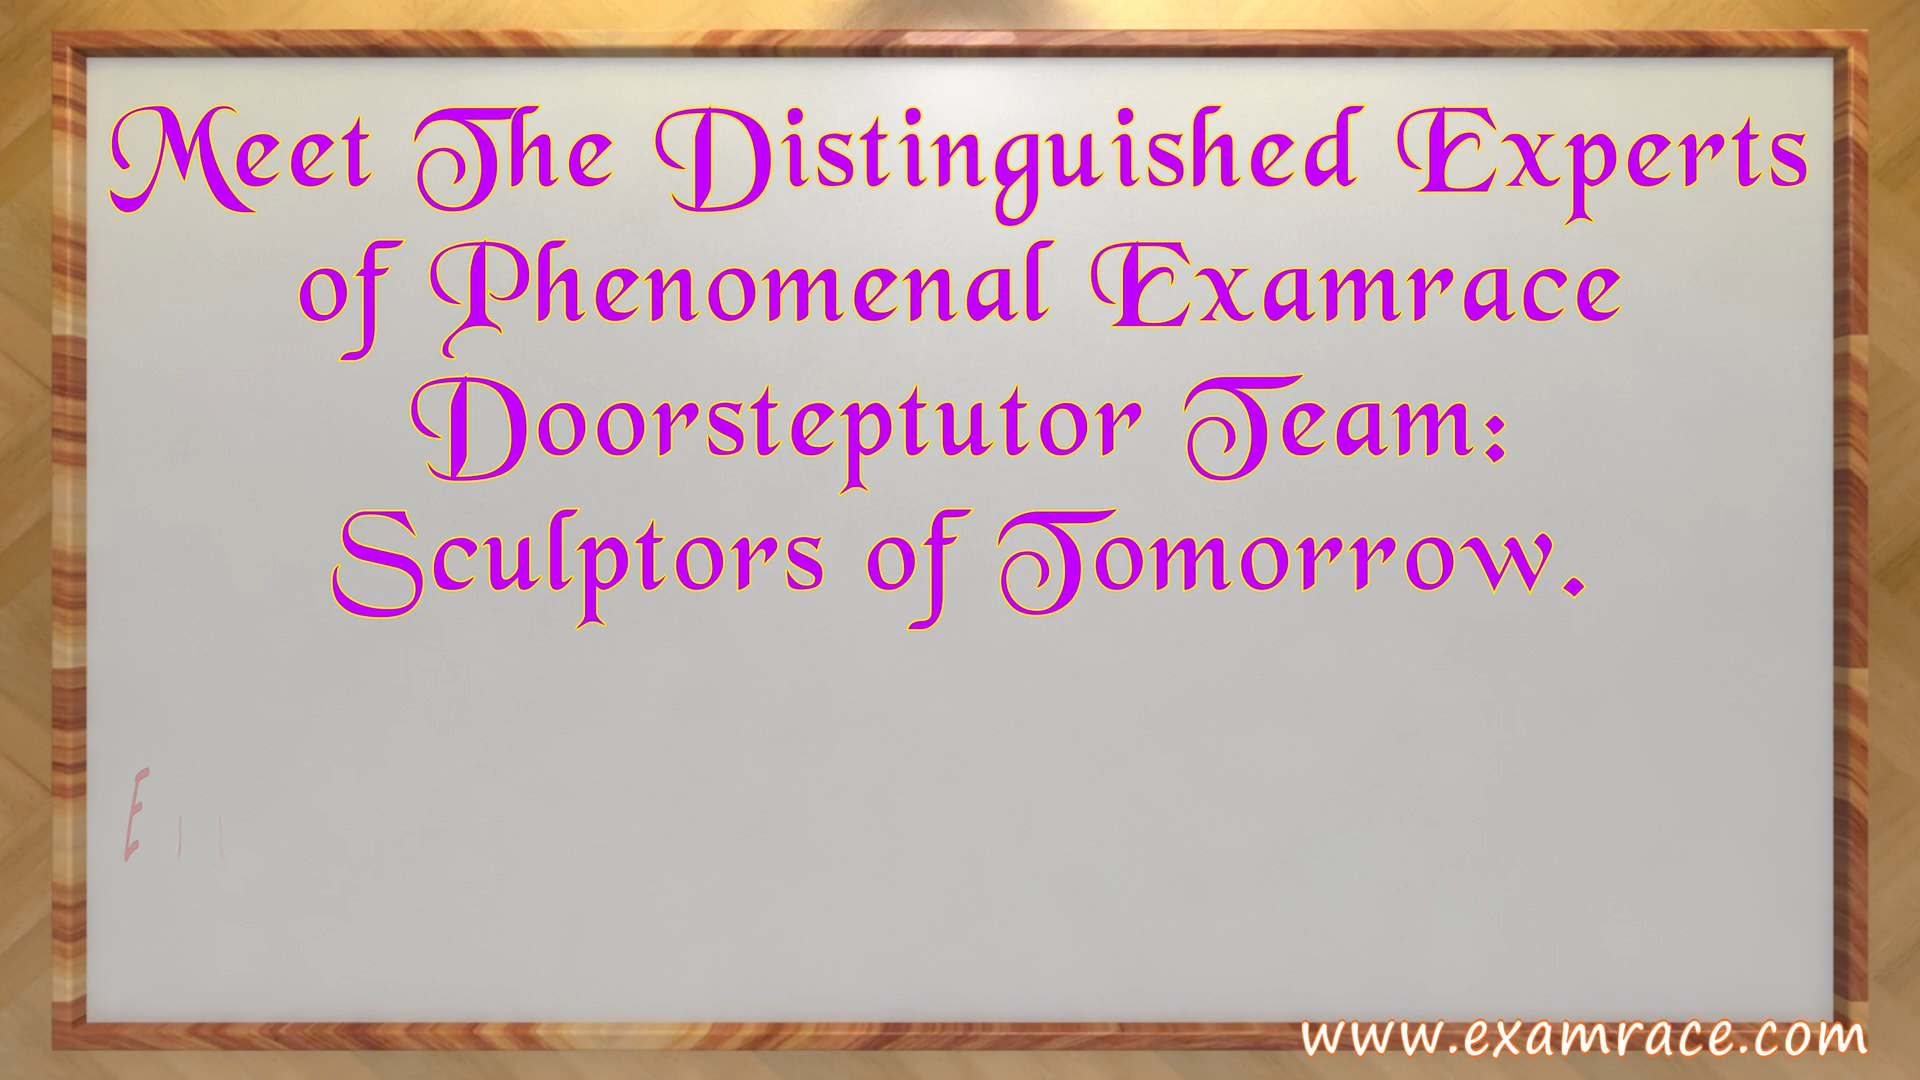 Meet The Distinguished Experts
of Phenomenal Examrace
Doorsteptutor Team:
Sculptors of Tomorrow.
www.examrace.com